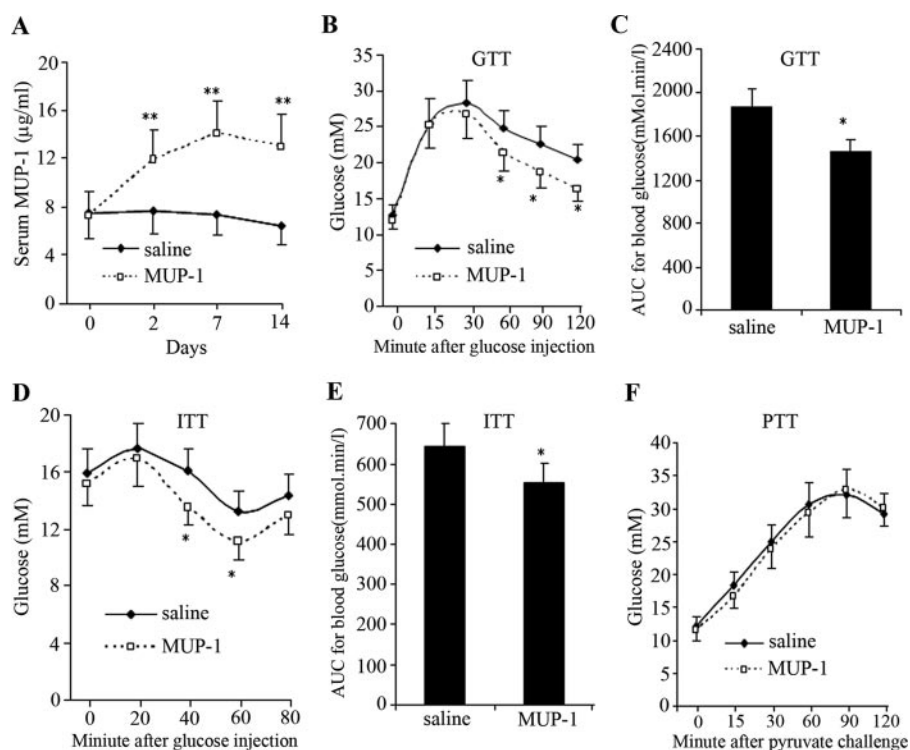 A
Serum MUP-1 (µg/ml)
20
16
12
8
4
0
**
**
**
saline
MUP-1
0 2 7 14
Days
B
GTT
Glucose (mM)
35
30
25
20
15
10
5
0
*
*
*
saline
MUP-1
0 15 30 60 90 120
Minute after glucose injection
C
GTT
AUC for blood glucose(mMol.min/l)
2400
2000
1600
1200
800
400
0
*
saline MUP-1
D
ITT
Glucose (mM)
20
16
12
16
4
0
*
*
saline
MUP-1
0 20 40 60 80
Miniute after glucose injection
E
ITT
AUC for blood glucose(mmol.min/l)
700
600
500
400
300
200
100
0
*
saline MUP-1
F
PTT
Glucose (mM)
40
35
30
25
20
15
10
5
0
saline
MUP-1
0 15 30 60 90 120
Minute after pyruvate challenge